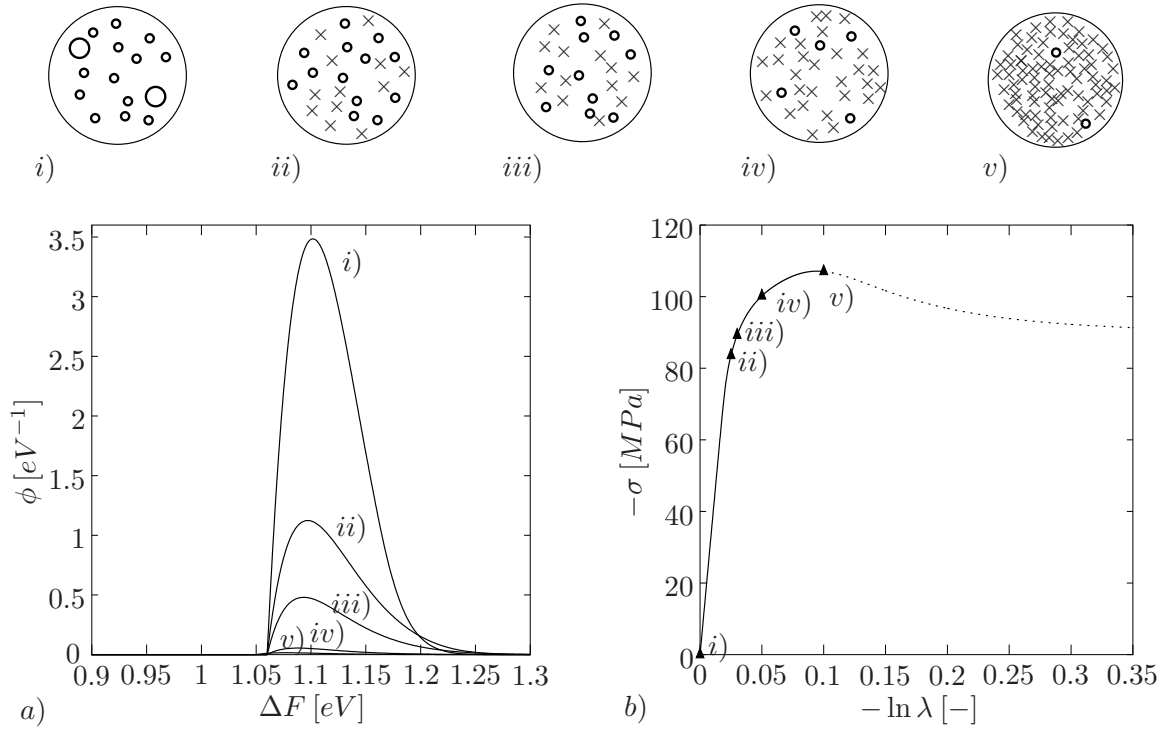 i)
ii)
iii)
iv)
v)
3.5
3
2.5
2
1.5
1
0.5
0
ϕ [eV⁻¹]
i)
ii)
iii)
v) iv)
0.9 0.95 1 1.05 1.1 1.15 1.2 1.25 1.3
a)
ΔF [eV]
120
100
80
60
40
20
0
−σ [MPa]
v)
iv)
iii)
ii)
i)
0 0.05 0.1 0.15 0.2 0.25 0.3 0.35
b)
− ln λ [−]